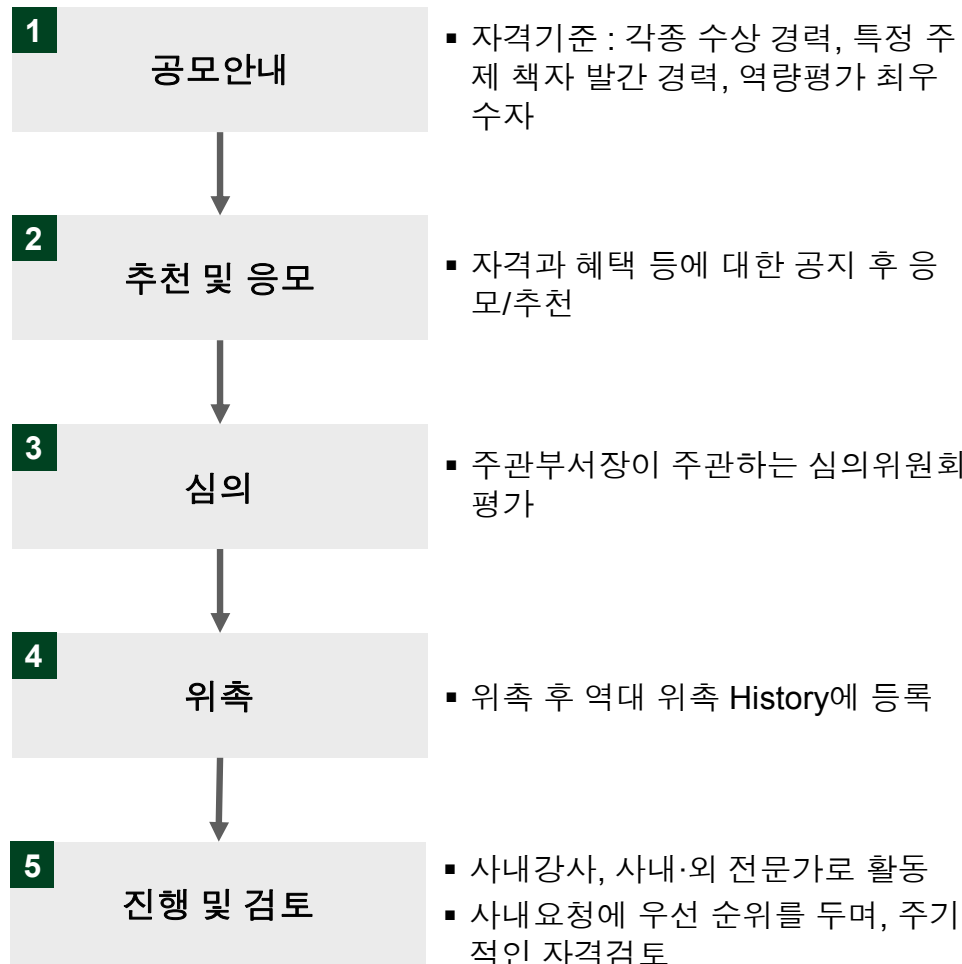 1
공모안내
▪ 자격기준 : 각종 수상 경력, 특정 주
제 책자 발간 경력, 역량평가 최우
수자
2
추천 및 응모
▪ 자격과 혜택 등에 대한 공지 후 응
모/추천
3
심의
▪ 주관부서장이 주관하는 심의위원회
평가
4
위촉
▪ 위촉 후 역대 위촉 History에 등록
5
진행 및 검토
▪ 사내강사, 사내·외 전문가로 활동
▪ 사내요청에 우선 순위를 두며, 주기
적인 자격검토